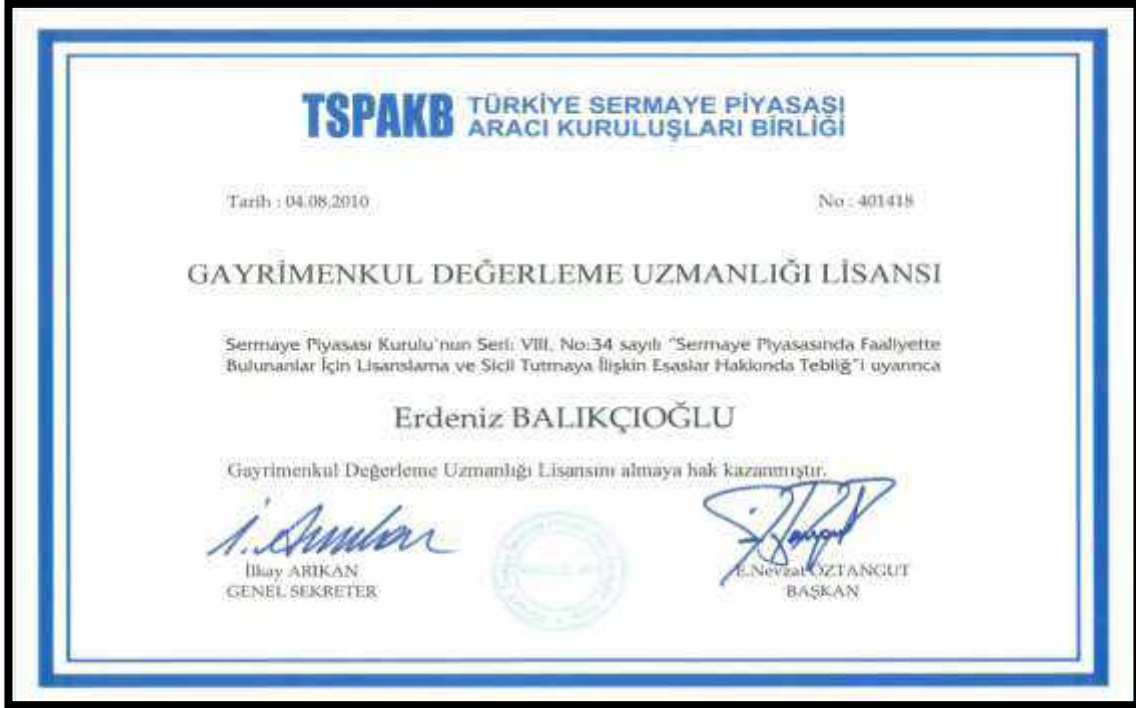 TSPAKB TÜRKİYE SERMAYE PİYASASI
ARACI KURULUŞLARI BİRLİĞİ
Tarih : 04.08.2010
No : 401418
GAYRİMENKUL DEĞERLEME UZMANLIĞI LİSANSI
Sermaye Piyasası Kurulu'nun Seri: VIII, No:34 sayılı "Sermaye Piyasasında Faaliyette
Bulunanlar İçin Lisanslama ve Sicil Tutmaya İlişkin Esaslar Hakkında Tebliğ"i uyarınca
Erdeniz BALIKÇIOĞLU
Gayrimenkul Değerleme Uzmanlığı Lisansını almaya hak kazanmıştır.
İlkay ARIKAN
GENEL SEKRETER
E.Nevzat ÖZTANGUT
BAŞKAN